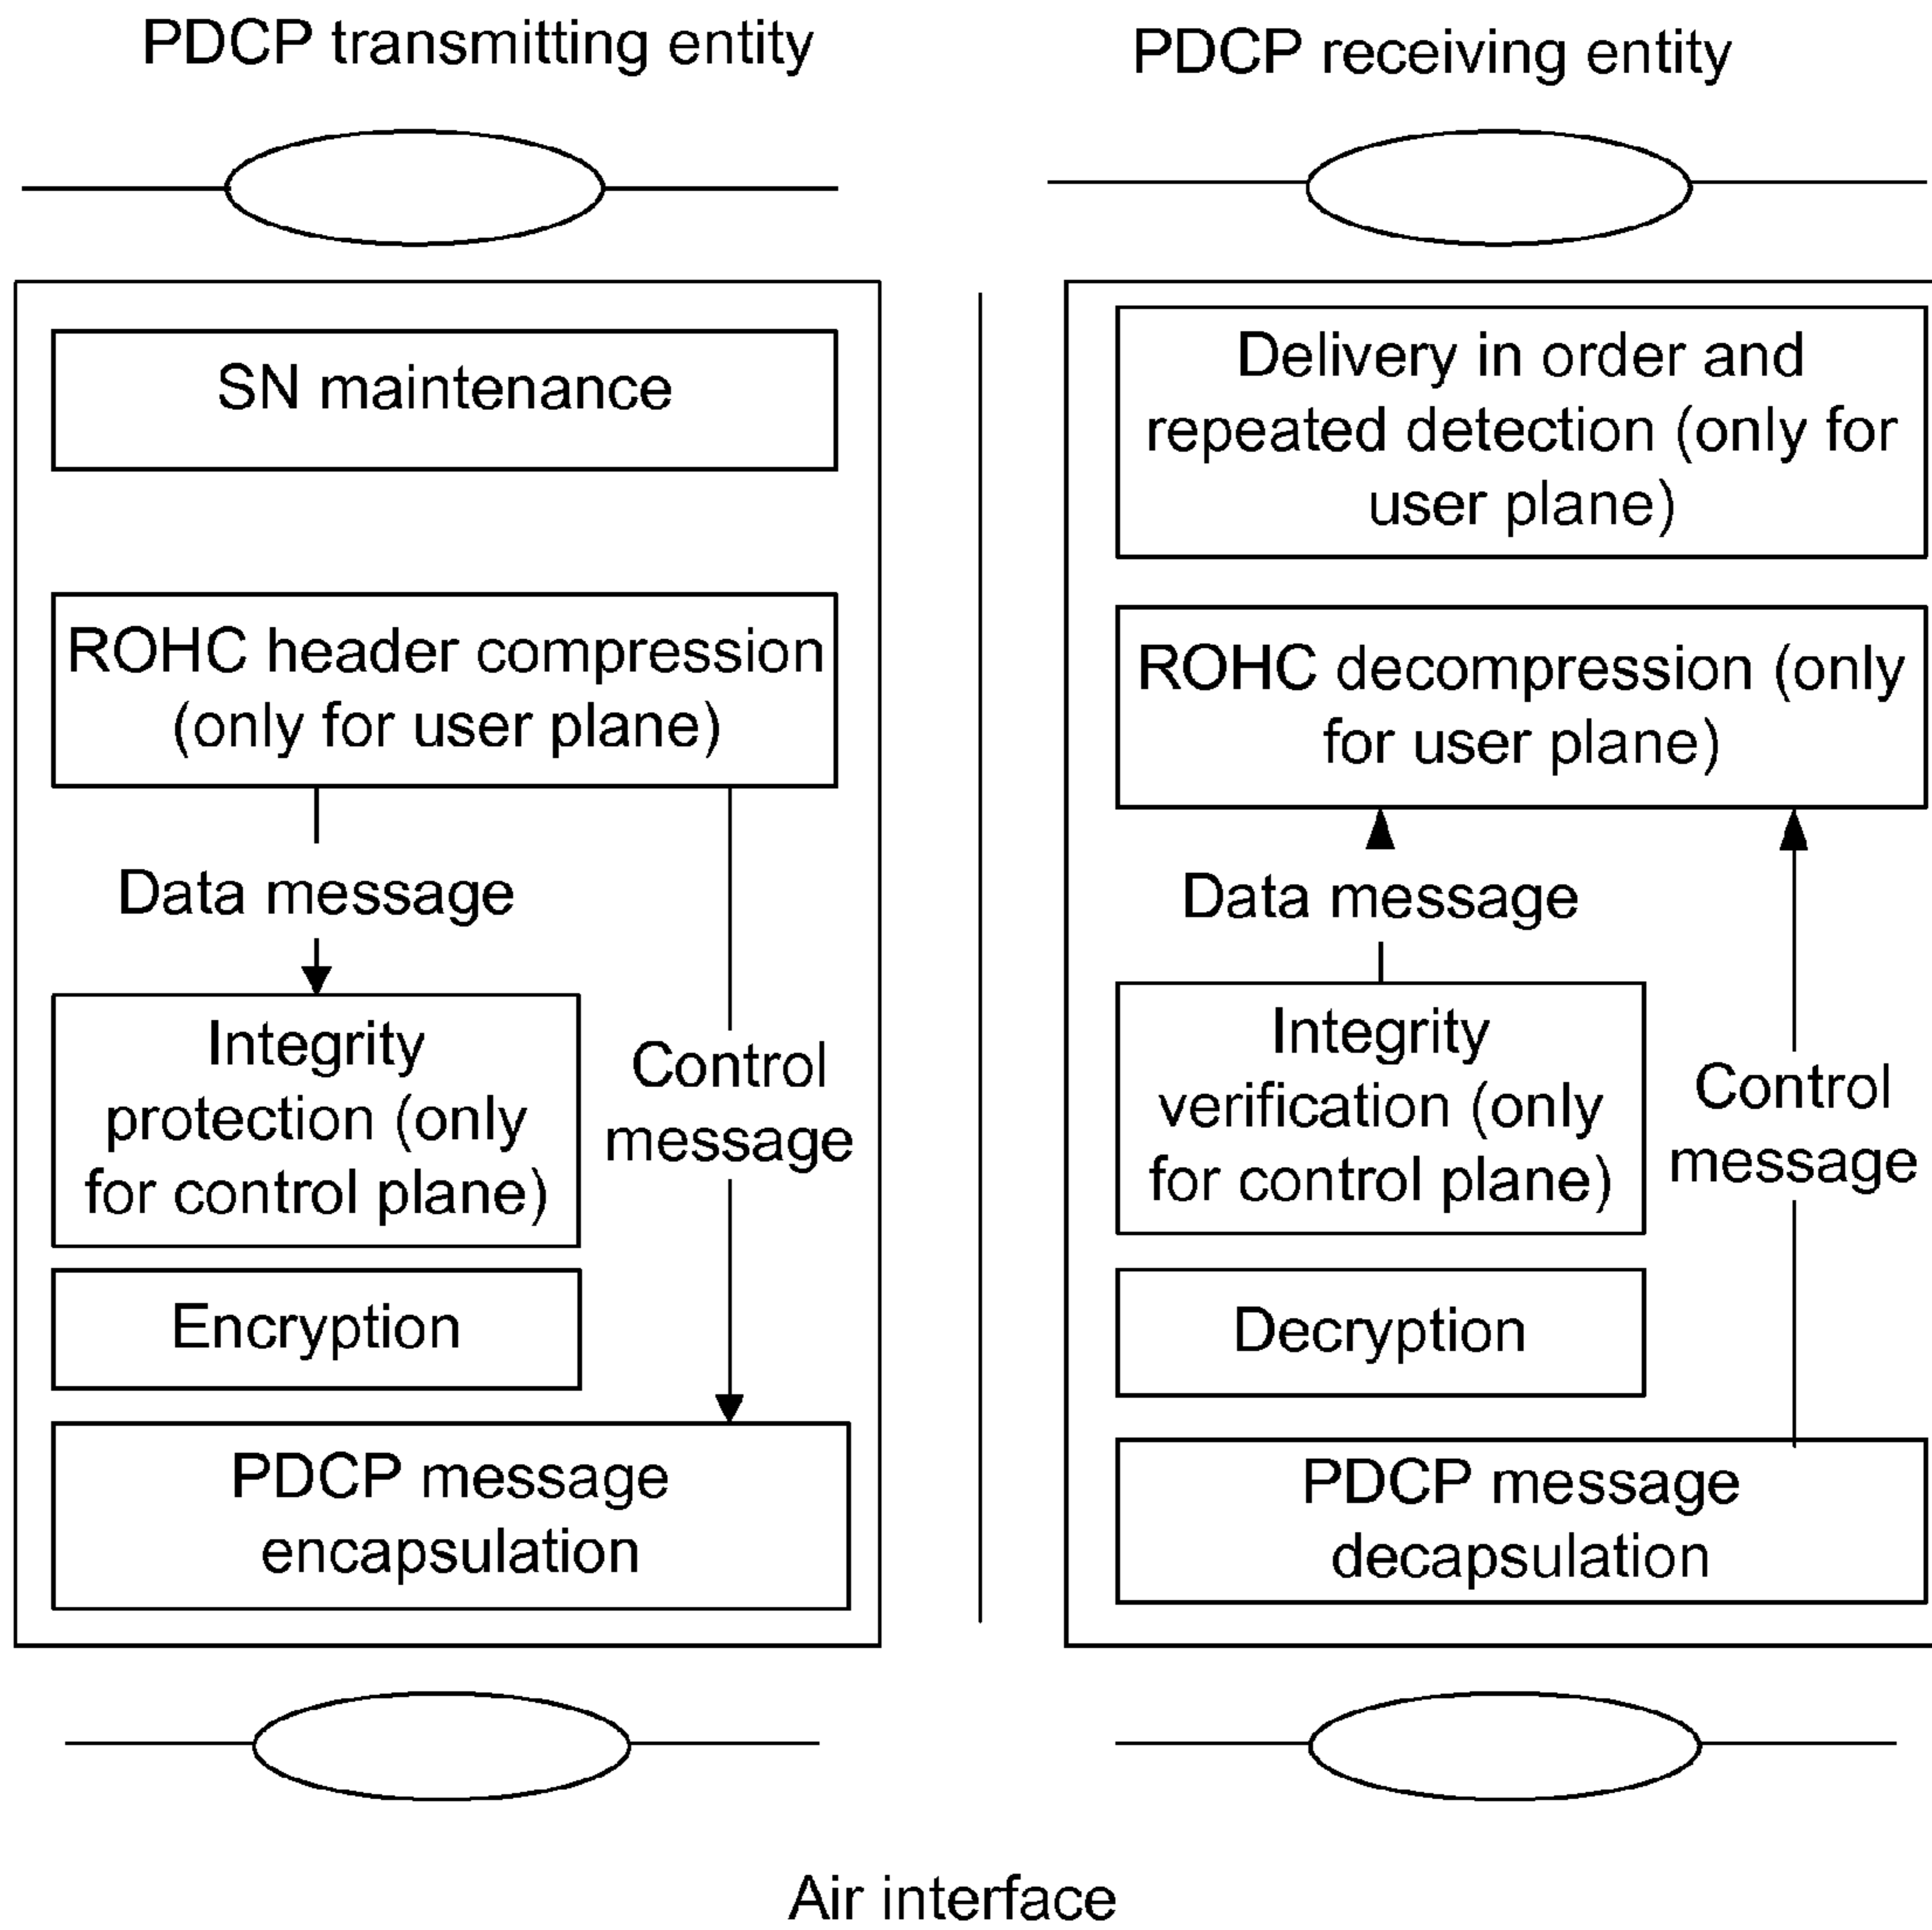 PDCP transmitting entity
SN maintenance
ROHC header compression
(only for user plane)
Data message
Integrity
protection (only
for control plane)
Control
message
Encryption
PDCP message
encapsulation
PDCP receiving entity
Delivery in order and
repeated detection (only for
user plane)
ROHC decompression (only
for user plane)
Data message
Integrity
verification (only
for control plane)
Control
message
Decryption
PDCP message
decapsulation
Air interface